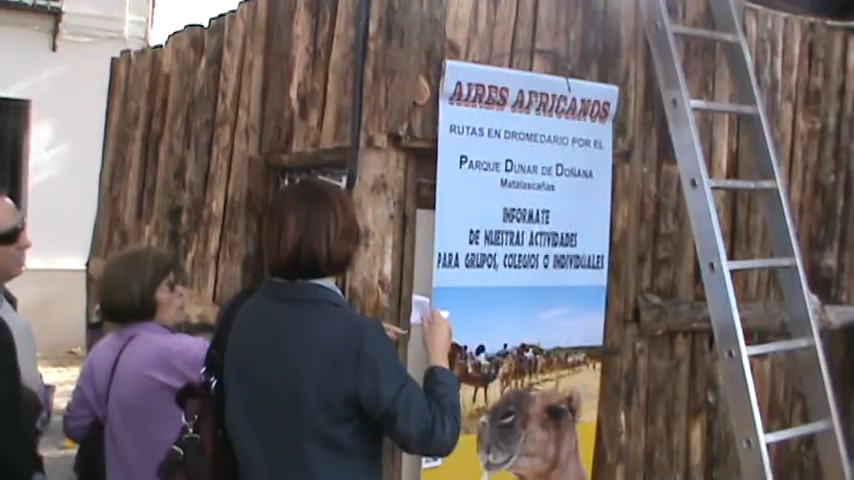 AIRES AFRICANOS
RUTAS EN DROMEDARIO POR EL
PARQUE DUNAR DE DOÑANA
MATALASCAÑAS
INFORMATE
DE NUESTRAS ACTIVIDADES
PARA GRUPOS, COLEGIOS O INDIVIDUALES